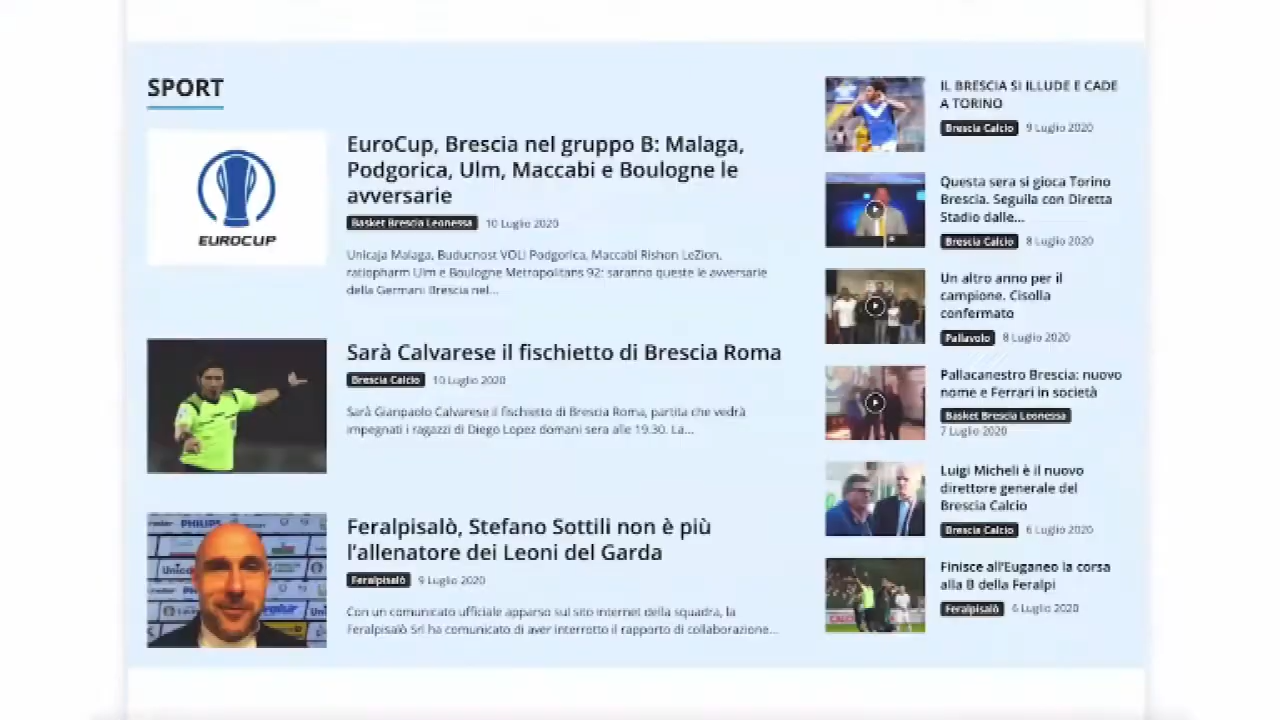 SPORT
EUROCUP
EuroCup, Brescia nel gruppo B: Malaga,
Podgorica, Ulm, Maccabi e Boulogne le
avversarie
Basket Brescia Leonessa 10 Luglio 2020
Unicaja Malaga, Buducnost VOLI Podgorica, Maccabi Rishon LeZion,
ratiopharm Ulm e Boulogne Metropolitans 92: saranno queste le avversarie
della Germani Brescia nel...
Sarà Calvarese il fischietto di Brescia Roma
Brescia Calcio 10 Luglio 2020
Sarà Gianpaolo Calvarese il fischietto di Brescia Roma, partita che vedrà
impegnati i ragazzi di Diego Lopez domani sera alle 19.30. La...
PHILIPS
Feralpisalò, Stefano Sottili non è più
l'allenatore dei Leoni del Garda
Feralpisalò 9 Luglio 2020
Con un comunicato ufficiale apparso sul sito internet della squadra, la
Feralpisalò Srl ha comunicato di aver interrotto il rapporto di collaborazione...
IL BRESCIA SI ILLUDE E CADE
A TORINO
Brescia Calcio 9 Luglio 2020
Questa sera si gioca Torino
Brescia. Seguila con Diretta
Stadio dalle...
Brescia Calcio 8 Luglio 2020
Un altro anno per il
campione. Cisolla
confermato
Pallavolo 8 Luglio 2020
Pallacanestro Brescia: nuovo
nome e Ferrari in società
Basket Brescia Leonessa
7 Luglio 2020
Luigi Micheli è il nuovo
direttore generale del
Brescia Calcio
Brescia Calcio 6 Luglio 2020
Finisce all'Euganeo la corsa
alla B della Feralpi
Feralpisalò 6 Luglio 2020